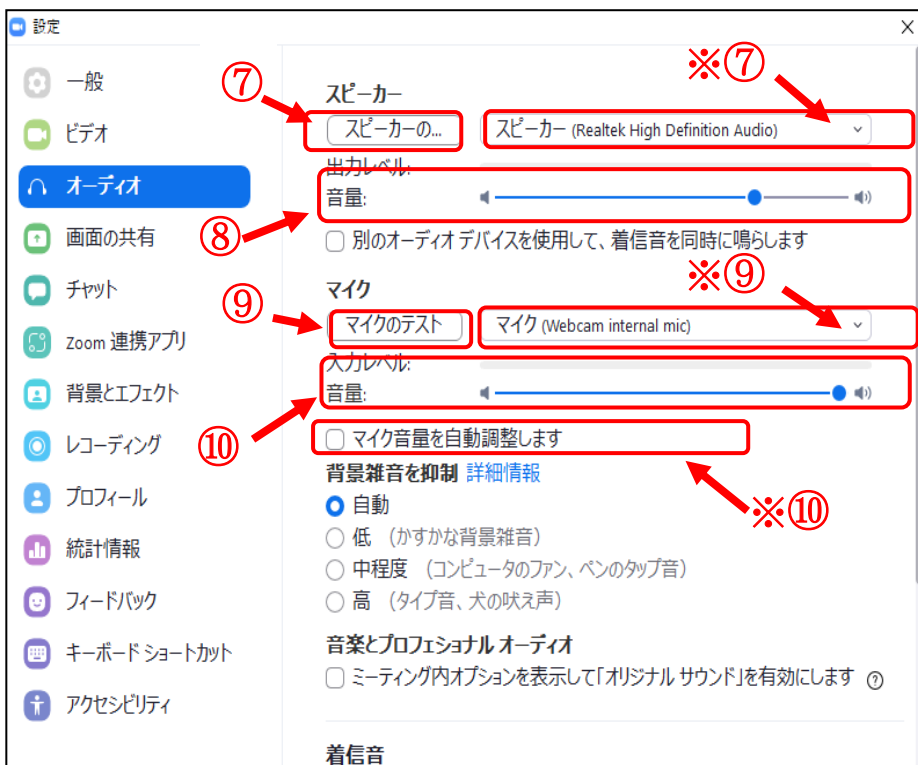 設定
一般
ビデオ
オーディオ
画面の共有
チャット
Zoom 連携アプリ
背景とエフェクト
レコーディング
プロフィール
統計情報
フィードバック
キーボード ショートカット
アクセシビリティ
⑦
※⑦
スピーカー
スピーカーの...
スピーカー (Realtek High Definition Audio)
出力レベル:
音量:
⑧
別のオーディオ デバイスを使用して、着信音を同時に鳴らします
※⑨
マイク
⑨
マイクのテスト
マイク (Webcam internal mic)
入力レベル:
音量:
⑩
マイク音量を自動調整します
背景雑音を抑制 詳細情報
※⑩
自動
低 (かすかな背景雑音)
中程度 (コンピュータのファン、ペンのタップ音)
高 (タイプ音、犬の吠え声)
音楽とプロフェショナル オーディオ
ミーティング内オプションを表示して「オリジナル サウンド」を有効にします ?
着信音